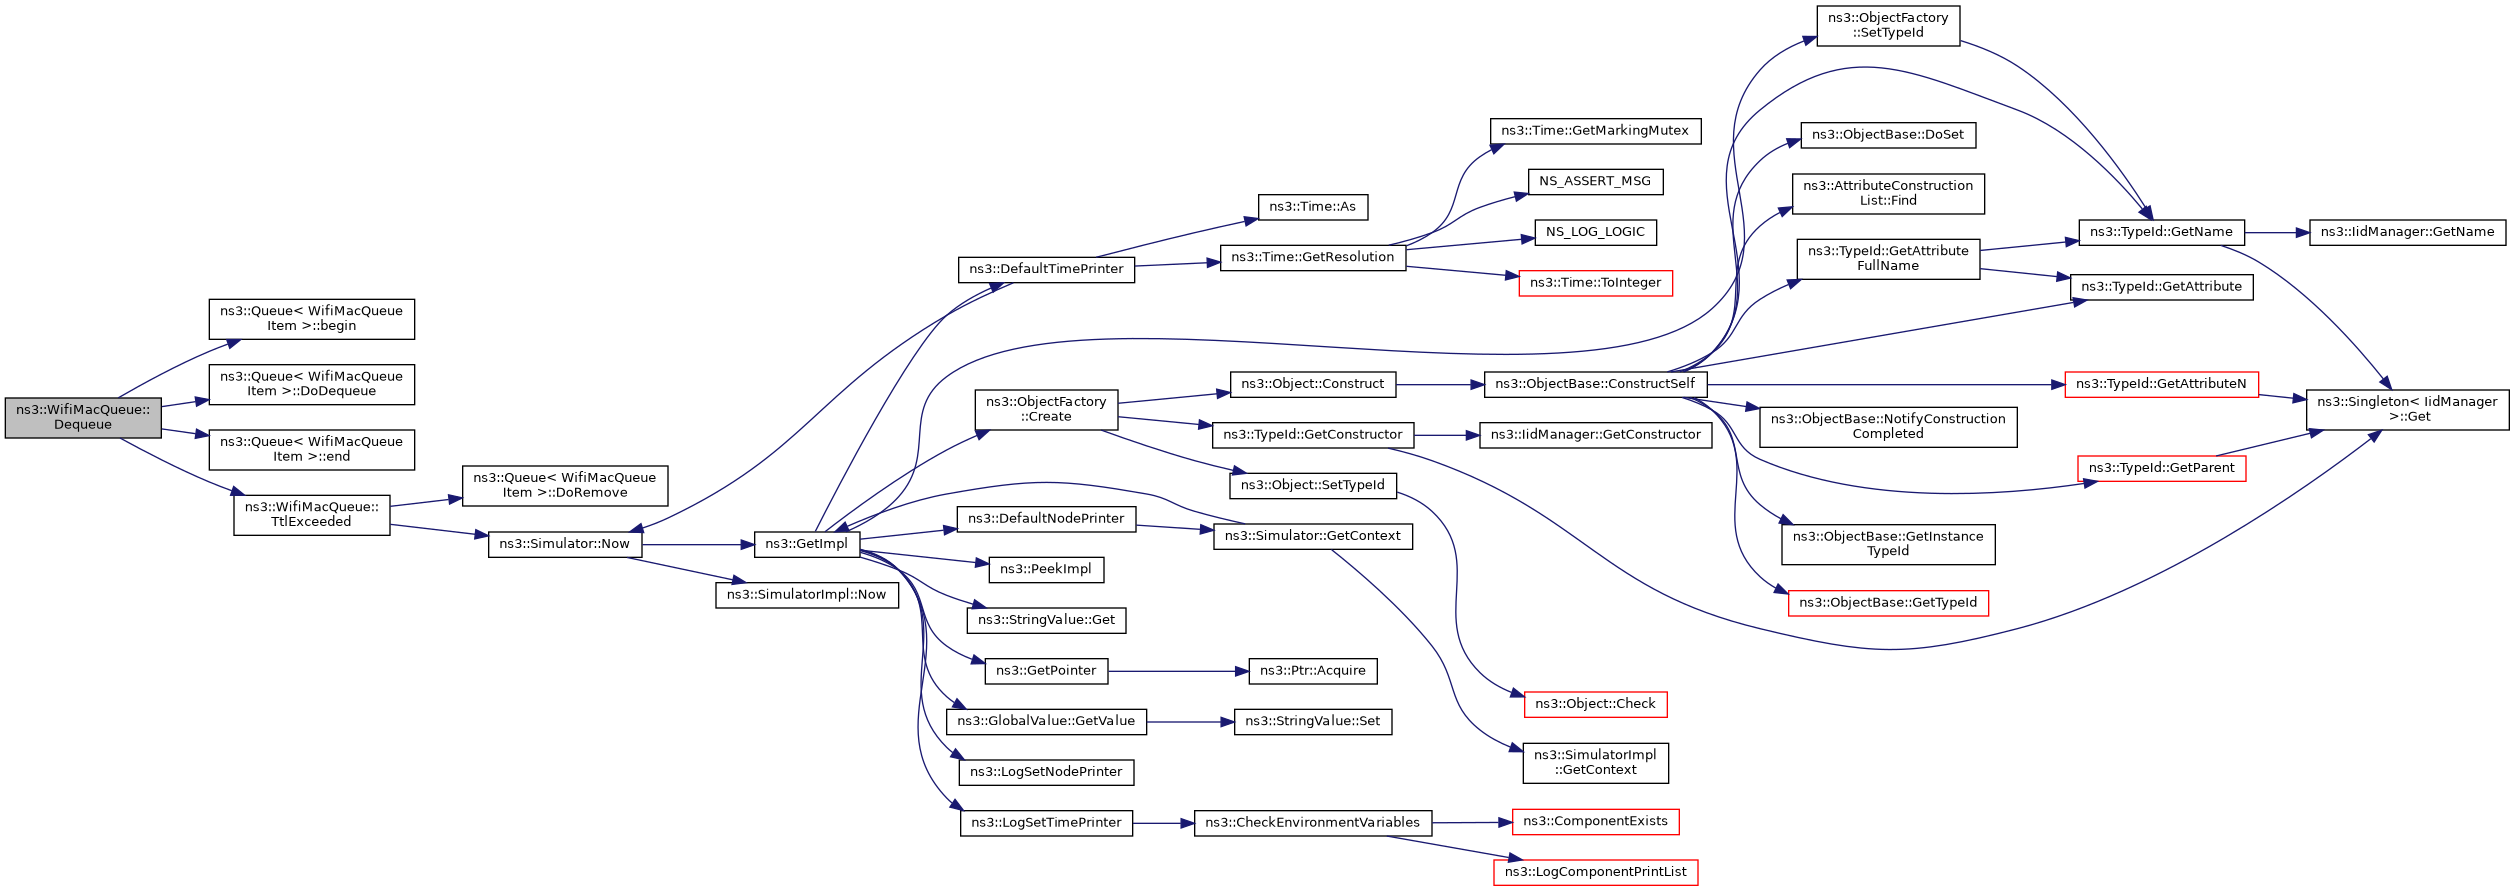 ns3::WifiMacQueue::
Dequeue
ns3::Queue< WifiMacQueue
Item >::begin
ns3::Queue< WifiMacQueue
Item >::DoDequeue
ns3::Queue< WifiMacQueue
Item >::end
ns3::WifiMacQueue::
TtlExceeded
ns3::Queue< WifiMacQueue
Item >::DoRemove
ns3::Simulator::Now
ns3::GetImpl
ns3::SimulatorImpl::Now
ns3::DefaultTimePrinter
ns3::ObjectFactory
::Create
ns3::DefaultNodePrinter
ns3::PeekImpl
ns3::StringValue::Get
ns3::GetPointer
ns3::GlobalValue::GetValue
ns3::LogSetNodePrinter
ns3::LogSetTimePrinter
ns3::Time::As
ns3::Time::GetResolution
ns3::Object::Construct
ns3::TypeId::GetConstructor
ns3::Object::SetTypeId
ns3::Simulator::GetContext
ns3::Ptr::Acquire
ns3::StringValue::Set
ns3::CheckEnvironmentVariables
ns3::Time::GetMarkingMutex
NS_ASSERT_MSG
NS_LOG_LOGIC
ns3::Time::ToInteger
ns3::ObjectBase::ConstructSelf
ns3::IidManager::GetConstructor
ns3::Object::Check
ns3::SimulatorImpl
::GetContext
ns3::ComponentExists
ns3::LogComponentPrintList
ns3::ObjectFactory
::SetTypeId
ns3::ObjectBase::DoSet
ns3::AttributeConstruction
List::Find
ns3::TypeId::GetAttribute
FullName
ns3::ObjectBase::NotifyConstruction
Completed
ns3::ObjectBase::GetInstance
TypeId
ns3::ObjectBase::GetTypeId
ns3::TypeId::GetName
ns3::TypeId::GetAttribute
ns3::TypeId::GetAttributeN
ns3::TypeId::GetParent
ns3::IidManager::GetName
ns3::Singleton< IidManager
>::Get